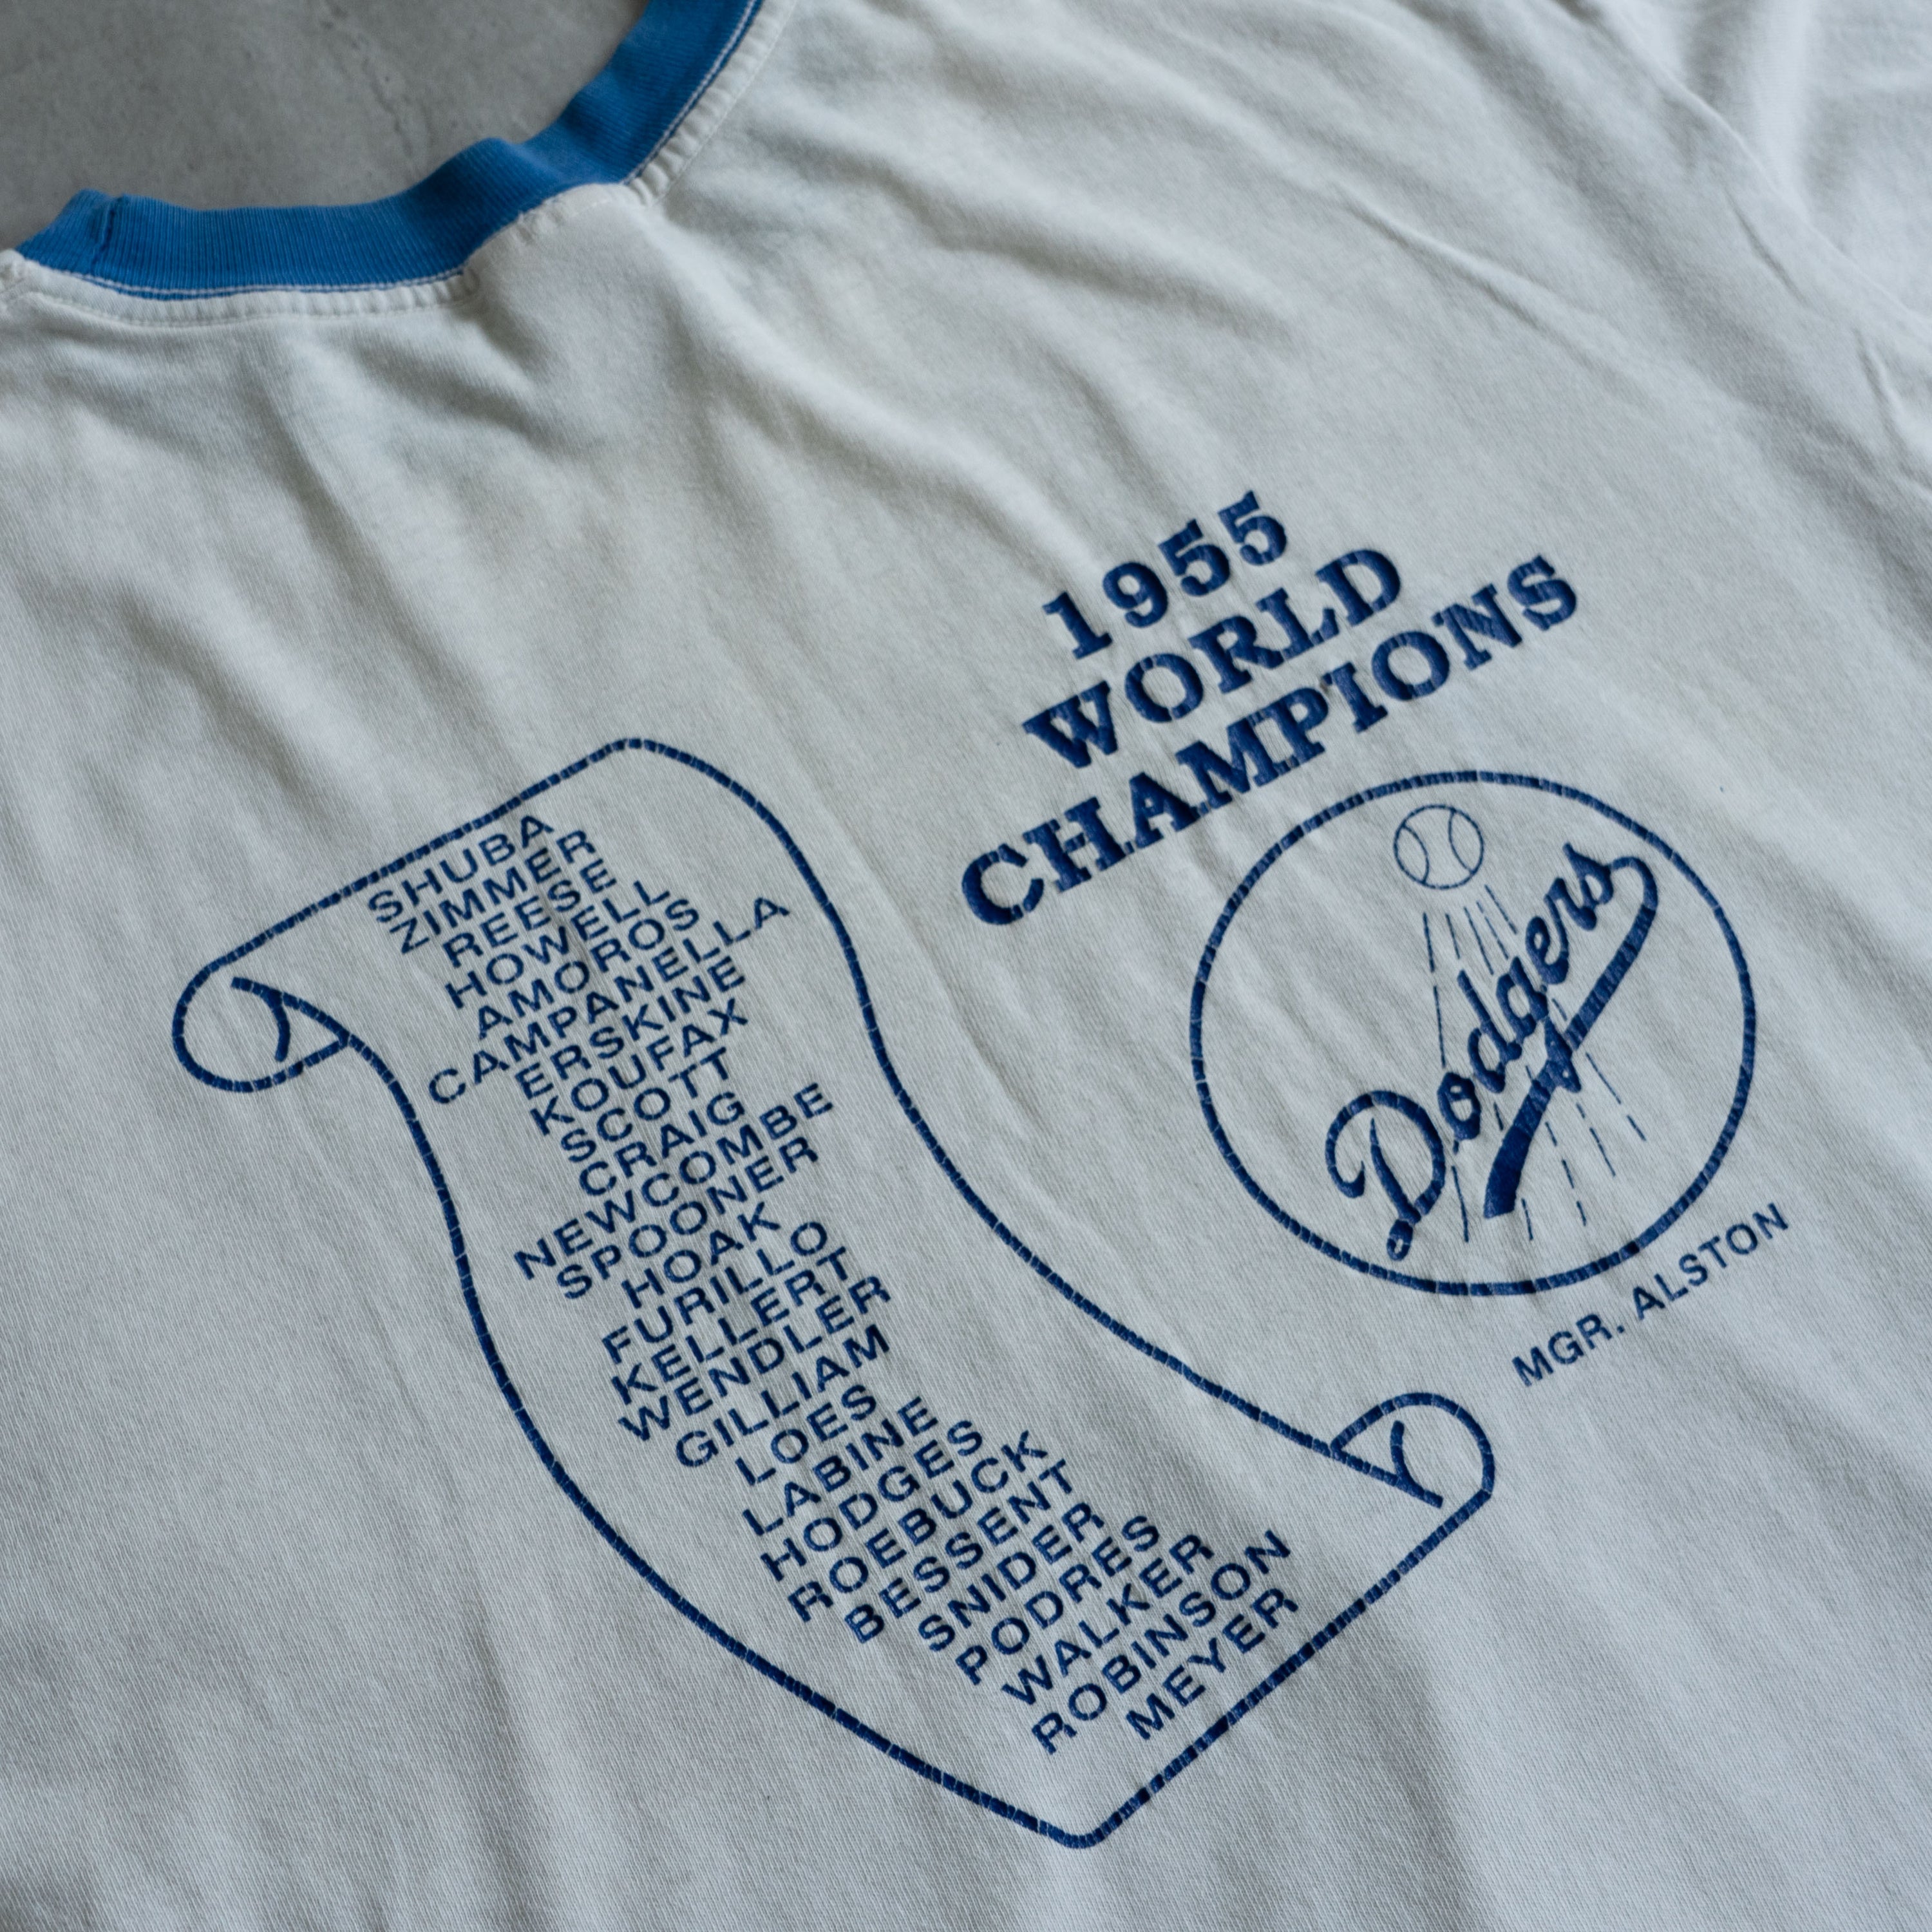 1955
WORLD
CHAMPIONS
Dodgers
MGR. ALSTON
SHUBA
ZIMMER
REESE
HOWELL
AMOROS
CAMPANELLA
ERSKINE
KOUFAX
SCOTT
CRAIG
NEWCOMBE
SPOONER
HOAK
FURILLO
KELLERT
WENDLER
GILLIAM
LOES
LABINE
HODGES
ROEBUCK
BESSENT
SNIDER
PODRES
WALKER
ROBINSON
MEYER